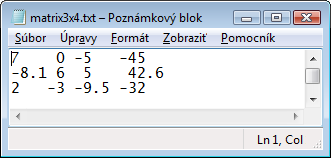 matrix3x4.txt – Poznámkový blok
Súbor Úpravy Formát Zobraziť Pomocník
7 0 -5 -45
-8.1 6 5 42.6
2 -3 -9.5 -32
Ln 1, Col